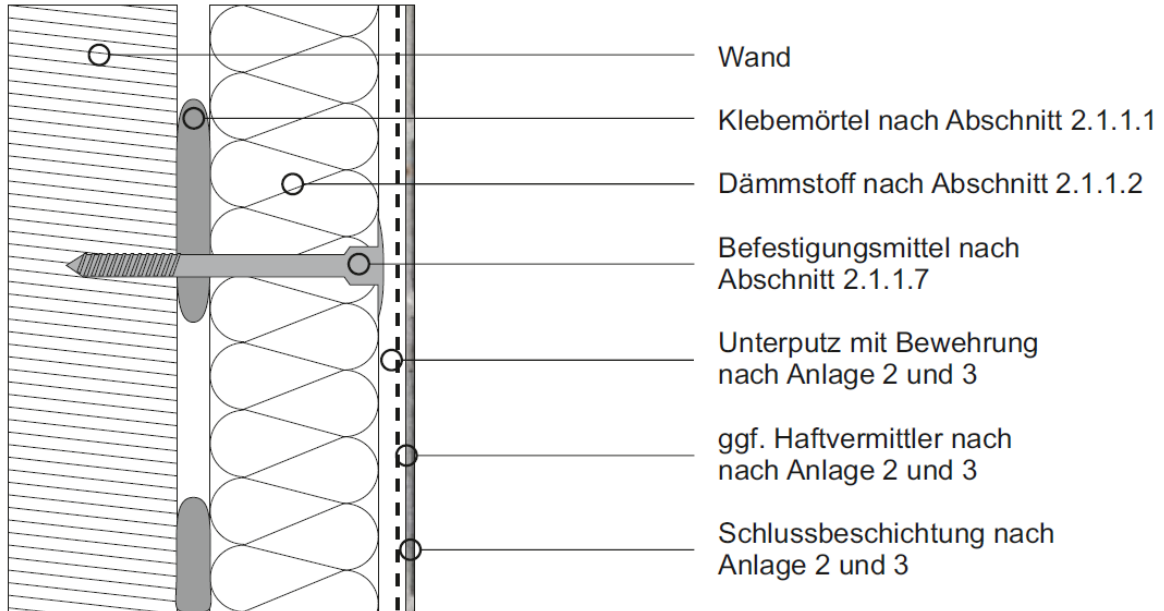 Wand
Klebemörtel nach Abschnitt 2.1.1.1
Dämmstoff nach Abschnitt 2.1.1.2
Befestigungsmittel nach
Abschnitt 2.1.1.7
Unterputz mit Bewehrung
nach Anlage 2 und 3
ggf. Haftvermittler nach
nach Anlage 2 und 3
Schlussbeschichtung nach
Anlage 2 und 3